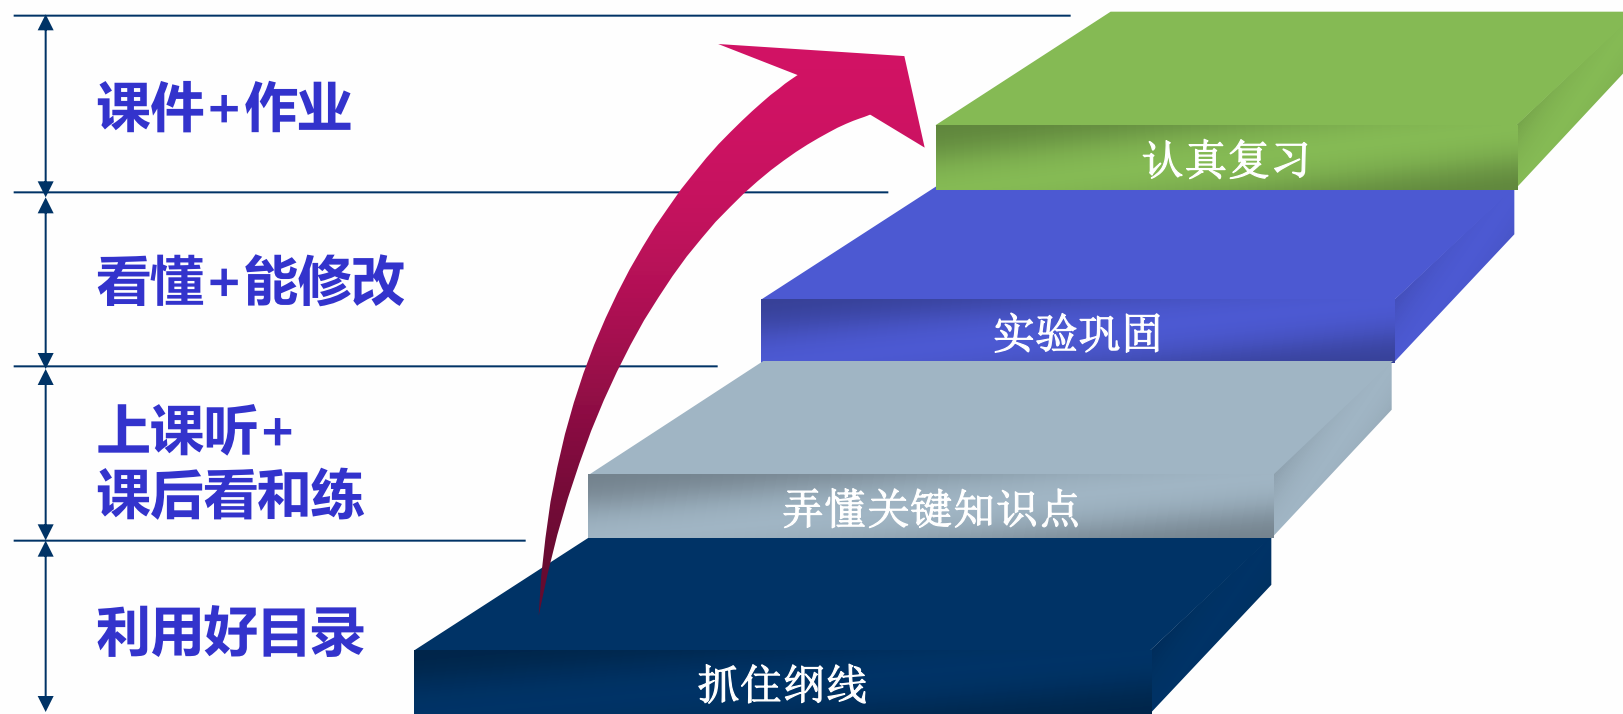 课件+作业
认真复习
看懂+能修改
实验巩固
上课听+
课后看和练
弄懂关键知识点
利用好目录
抓住纲线